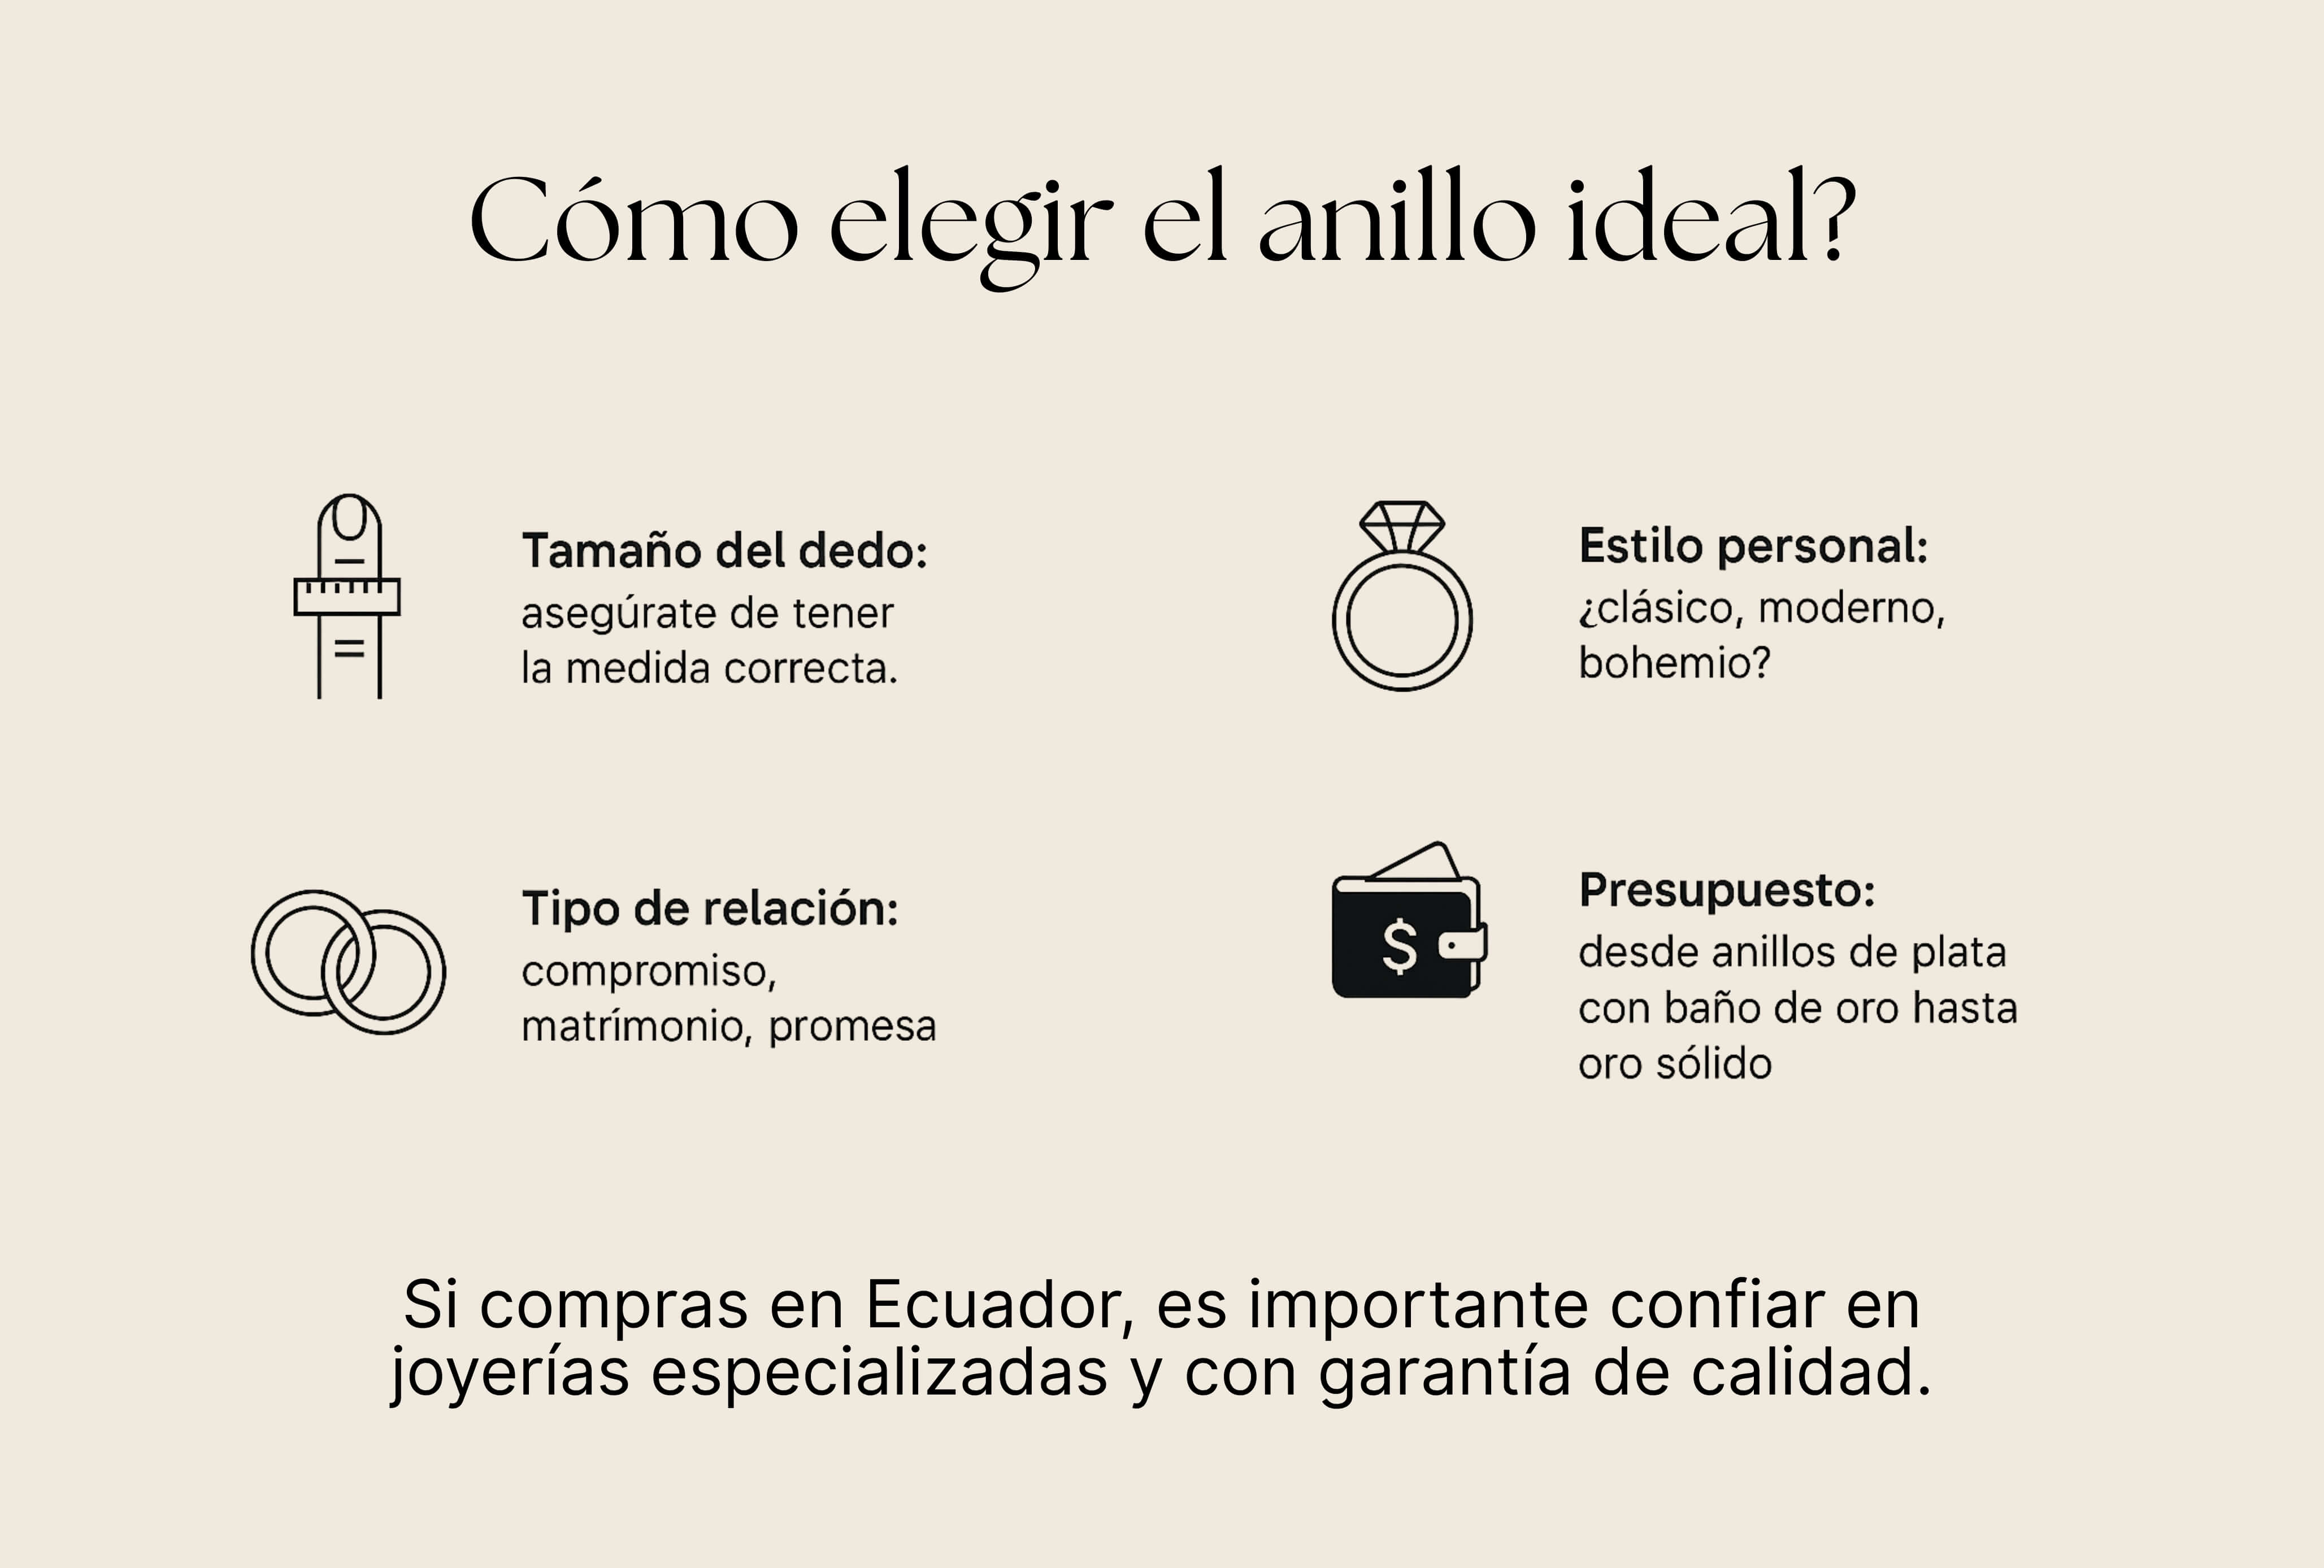 Cómo elegir el anillo ideal?
Tamaño del dedo:
asegúrate de tener
la medida correcta.
Estilo personal:
¿clásico, moderno,
bohemio?
Tipo de relación:
compromiso,
matrímonio, promesa
$
Presupuesto:
desde anillos de plata
con baño de oro hasta
oro sólido
Si compras en Ecuador, es importante confiar en
joyerías especializadas y con garantía de calidad.